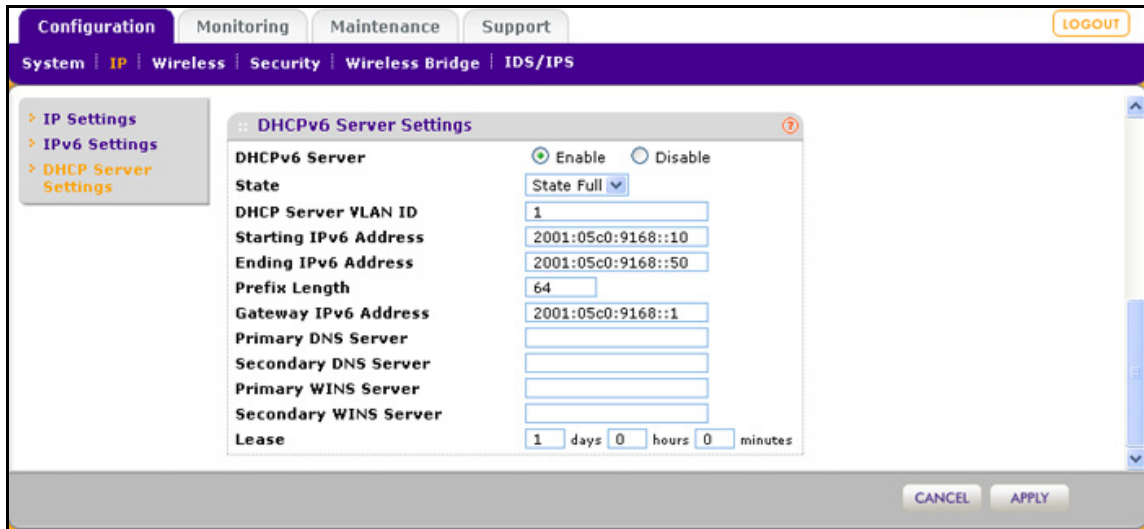 Configuration Monitoring Maintenance Support LOGOUT
System IP Wireless Security Wireless Bridge IDS/IPS
IP Settings
IPv6 Settings
DHCP Server
Settings
:: DHCPv6 Server Settings ?
DHCPv6 Server Enable Disable
State State Full
DHCP Server VLAN ID 1
Starting IPv6 Address 2001:05c0:9168::10
Ending IPv6 Address 2001:05c0:9168::50
Prefix Length 64
Gateway IPv6 Address 2001:05c0:9168::1
Primary DNS Server
Secondary DNS Server
Primary WINS Server
Secondary WINS Server
Lease 1 days 0 hours 0 minutes
CANCEL APPLY